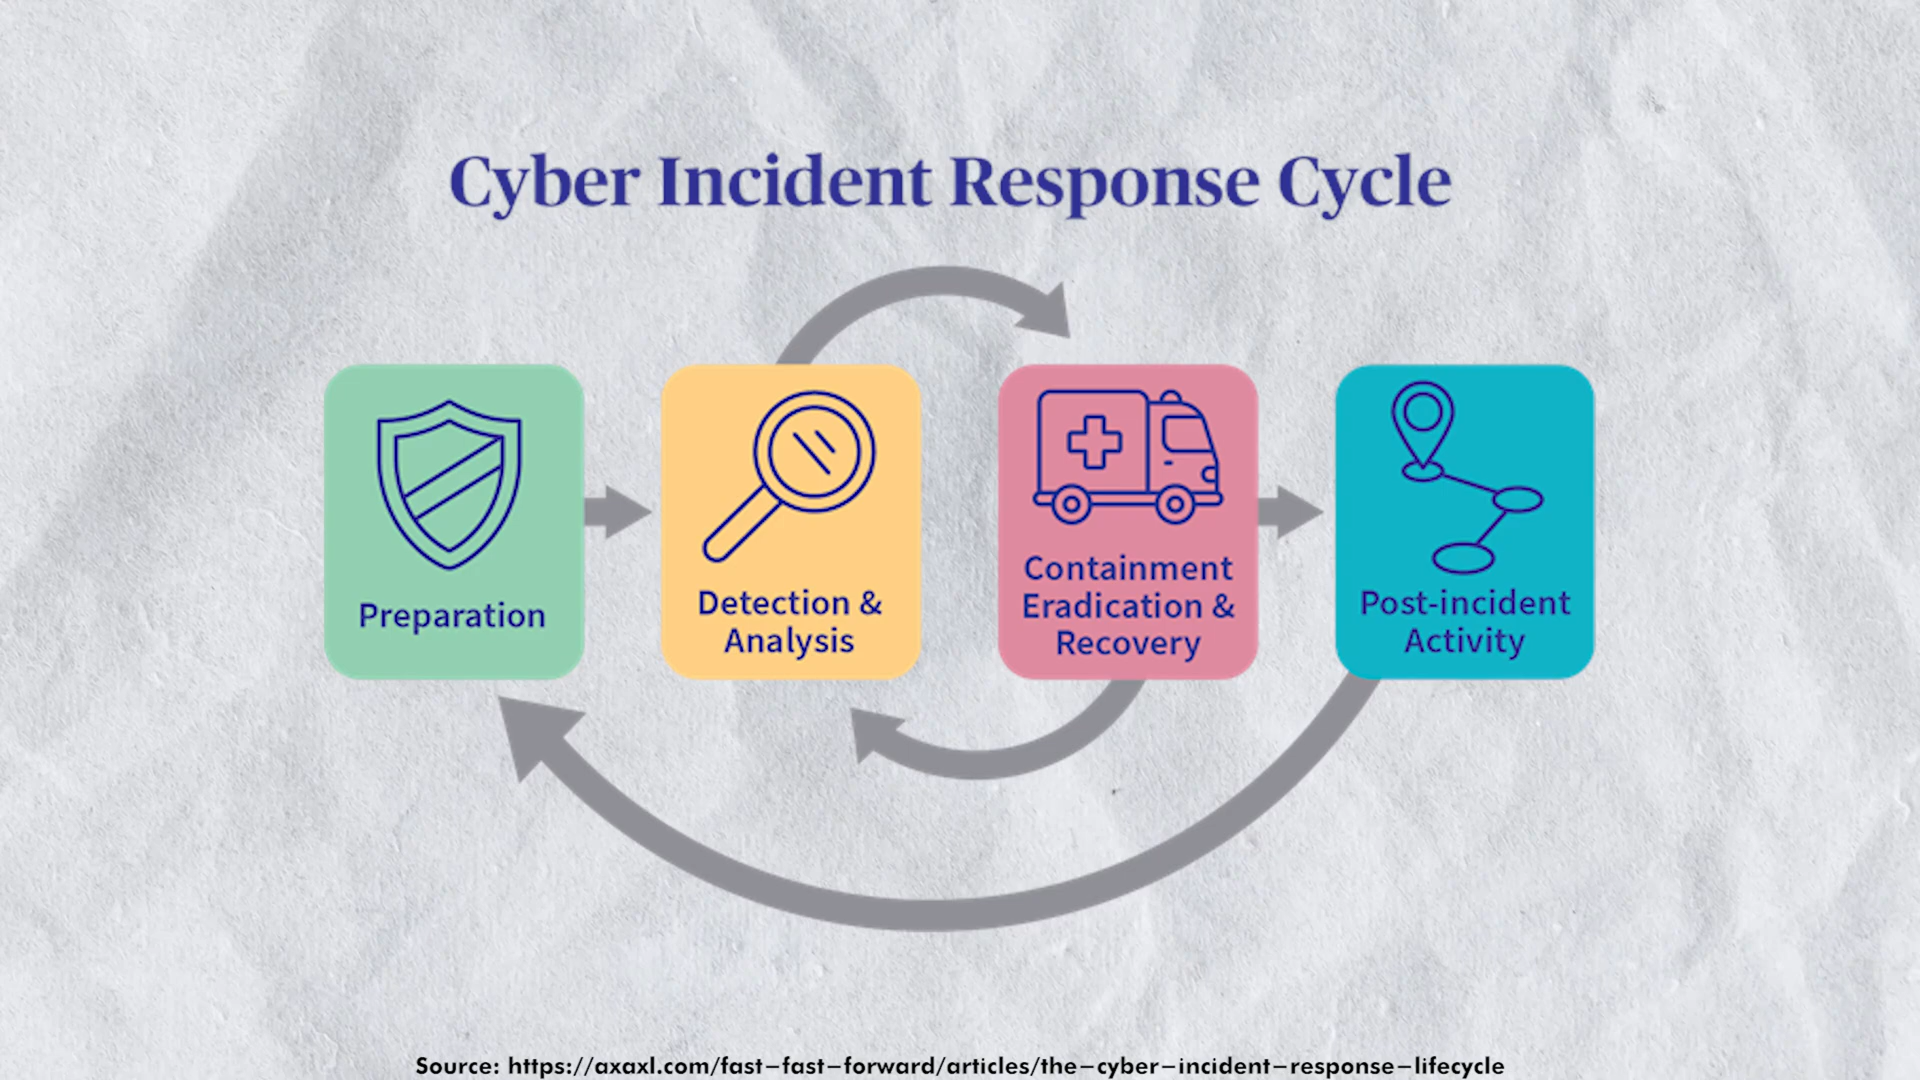 Cyber Incident Response Cycle
Preparation
Detection &
Analysis
Containment
Eradication &
Recovery
Post-incident
Activity
Source: https://axaxl.com/fast-fast-forward/articles/the-cyber-incident-response-lifecycle